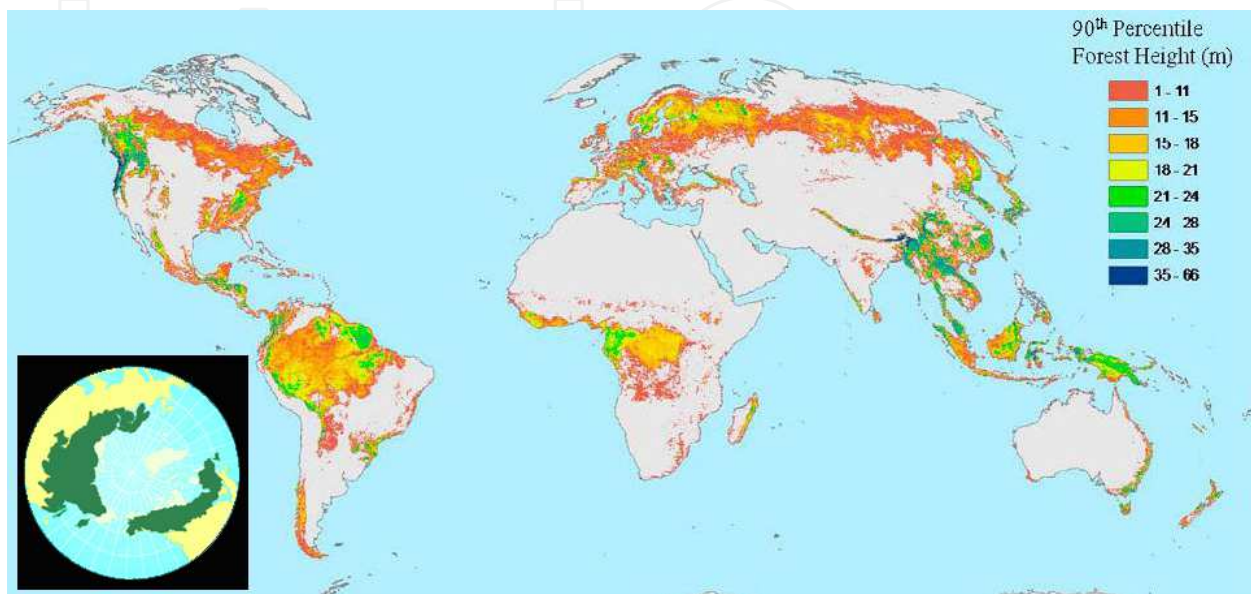 90th Percentile
Forest Height (m)
1 - 11
11 - 15
15 - 18
18 - 21
21 - 24
24 28
28 - 35
35 - 66